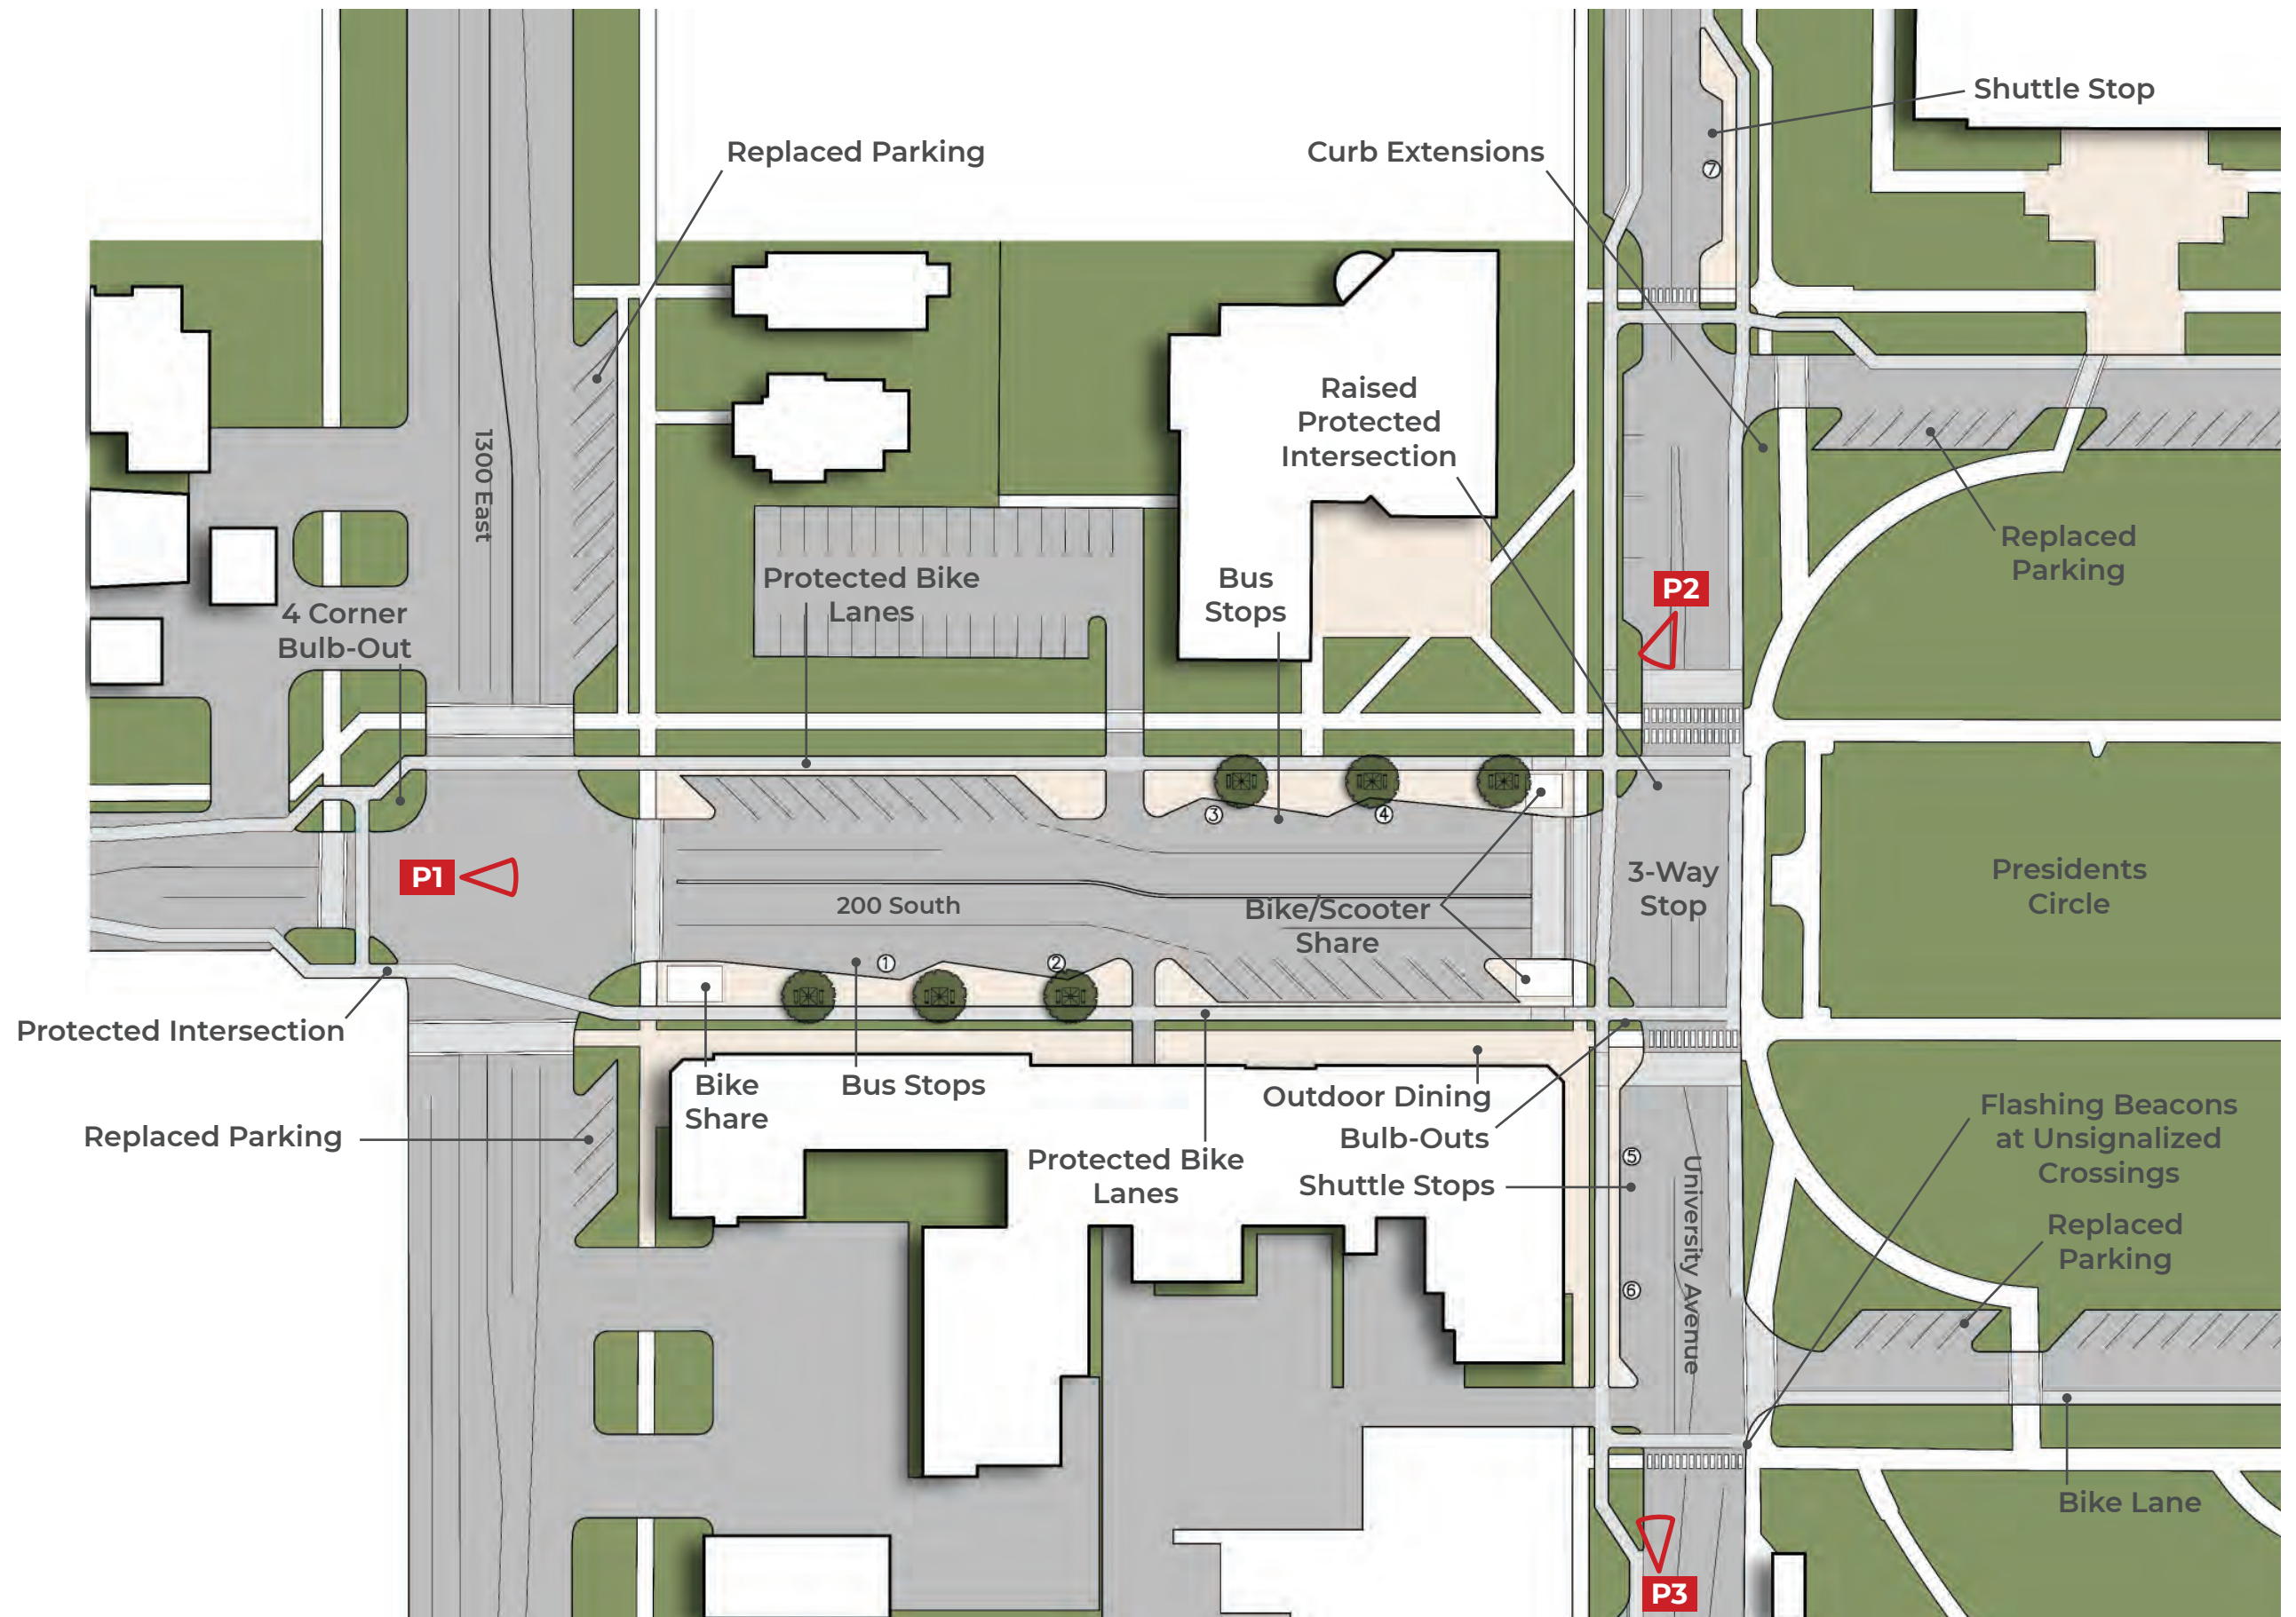 Shuttle Stop
Replaced Parking
Curb Extensions
7
Raised
Protected
Intersection
1300 East
Replaced
Parking
Protected Bike
Lanes
Bus
Stops
P2
4 Corner
Bulb-Out
3
4
P1
3-Way
Stop
Presidents
Circle
200 South
Bike/Scooter
Share
1
2
Protected Intersection
Bike
Share
Bus Stops
Outdoor Dining
Bulb-Outs
Flashing Beacons
at Unsignalized
Crossings
Replaced Parking
Protected Bike
Lanes
Shuttle Stops
5
University Avenue
Replaced
Parking
6
Bike Lane
P3